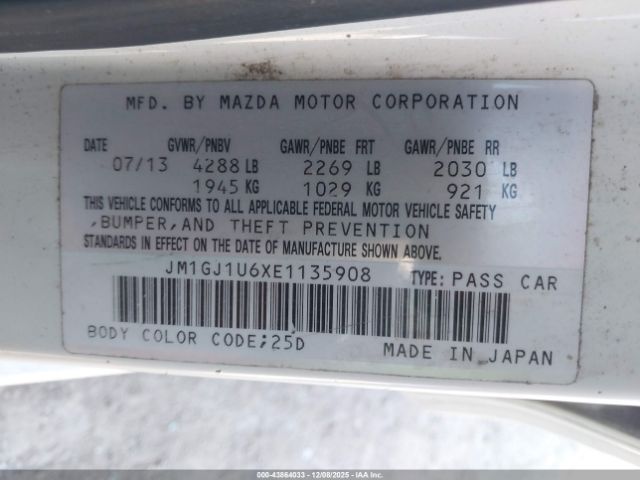 MFD. BY MAZDA MOTOR CORPORATION
DATE GVWR/PNBV GAWR/PNBE FRT GAWR/PNBE RR
07/13 4288 LB 2269 LB 2030 LB
1945 KG 1029 KG 921 KG
THIS VEHICLE CONFORMS TO ALL APPLICABLE FEDERAL MOTOR VEHICLE SAFETY
,BUMPER,AND THEFT PREVENTION
STANDARDS IN EFFECT ON THE DATE OF MANUFACTURE SHOWN ABOVE.
JM1GJ1U6XE1135908 TYPE: PASS CAR
BODY COLOR CODE;25D MADE IN JAPAN
000-43864033 - 12/08/2025 - IAAI.com